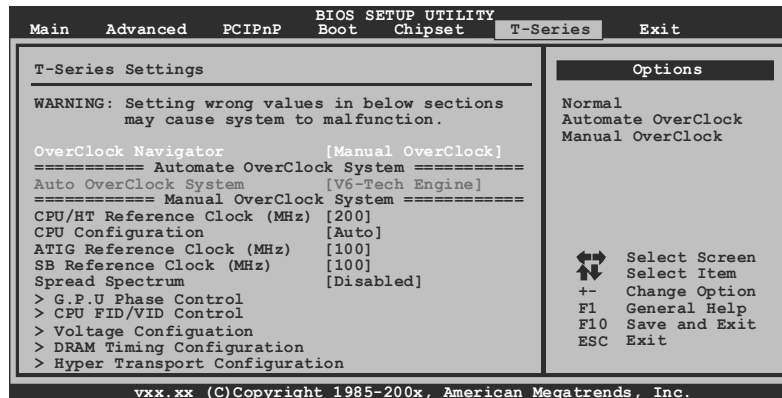 BIOS SETUP UTILITY
Main Advanced PCIPnP Boot Chipset T-Series Exit
T-Series Settings
WARNING: Setting wrong values in below sections
may cause system to malfunction.
OverClock Navigator [Manual OverClock]
=========== Automate OverClock System ===========
Auto OverClock System [V6-Tech Engine]
============ Manual OverClock System ============
CPU/HT Reference Clock (MHz) [200]
CPU Configuration [Auto]
ATIG Reference Clock (MHz) [100]
SB Reference Clock (MHz) [100]
Spread Spectrum [Disabled]
> G.P.U Phase Control
> CPU FID/VID Control
> Voltage Configuation
> DRAM Timing Configuration
> Hyper Transport Configuration
Options
Normal
Automate OverClock
Manual OverClock
Select Screen
Select Item
+- Change Option
F1 General Help
F10 Save and Exit
ESC Exit
vxx.xx (C)Copyright 1985-200x, American Megatrends, Inc.